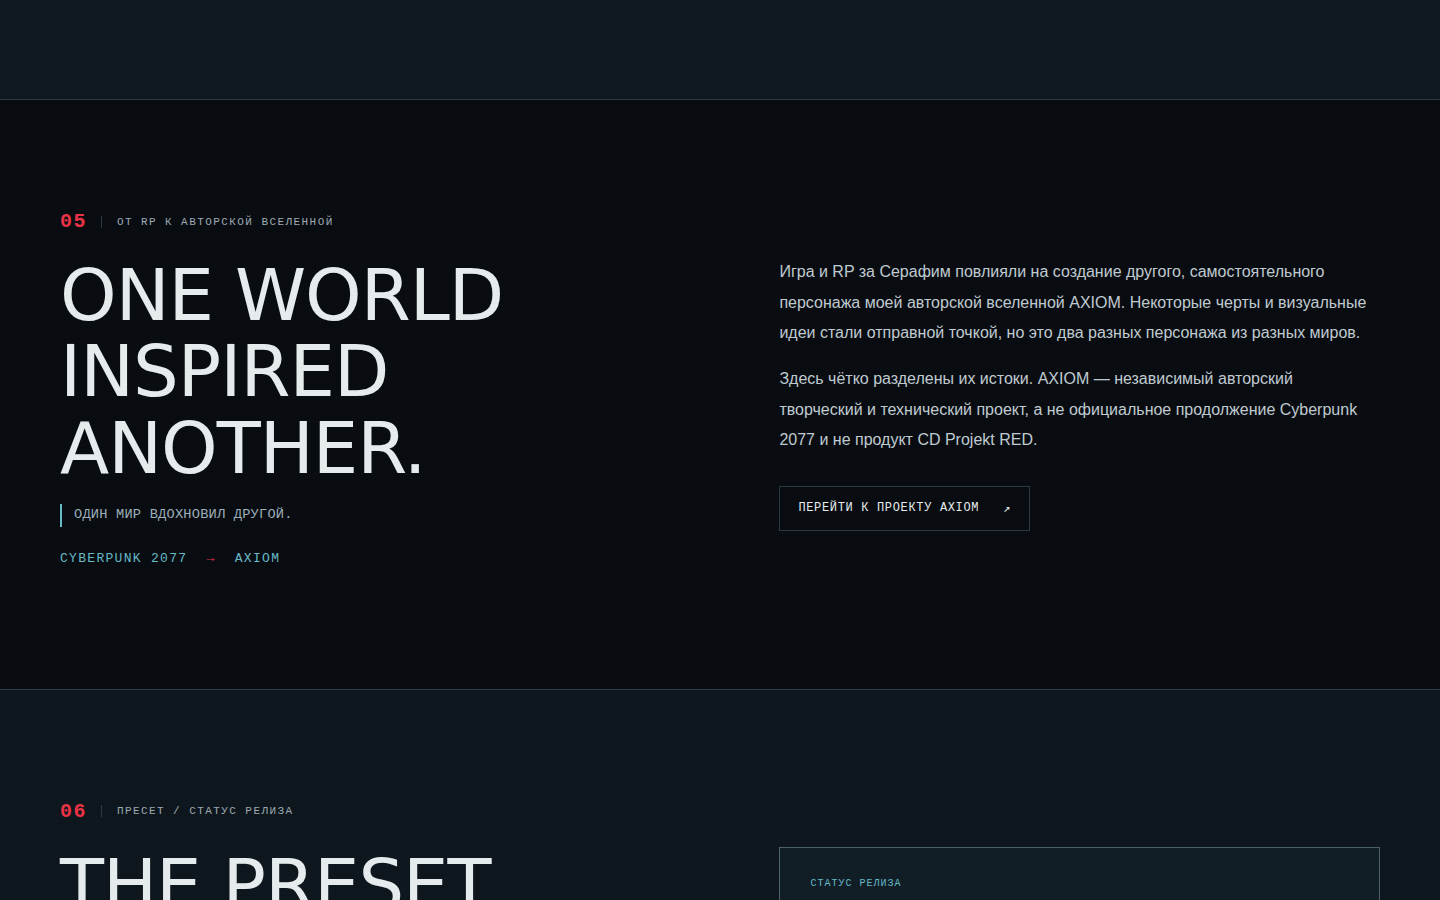 05 ОТ RP К АВТОРСКОЙ ВСЕЛЕННОЙ
ONE WORLD
INSPIRED
ANOTHER.
ОДИН МИР ВДОХНОВИЛ ДРУГОЙ.
CYBERPUNK 2077 → AXIOM
Игра и RP за Серафим повлияли на создание другого, самостоятельного
персонажа моей авторской вселенной AXIOM. Некоторые черты и визуальные
идеи стали отправной точкой, но это два разных персонажа из разных миров.
Здесь чётко разделены их истоки. AXIOM — независимый авторский
творческий и технический проект, а не официальное продолжение Cyberpunk
2077 и не продукт CD Projekt RED.
ПЕРЕЙТИ К ПРОЕКТУ AXIOM ↗
06 ПРЕСЕТ / СТАТУС РЕЛИЗА
THE PRESET
СТАТУС РЕЛИЗА